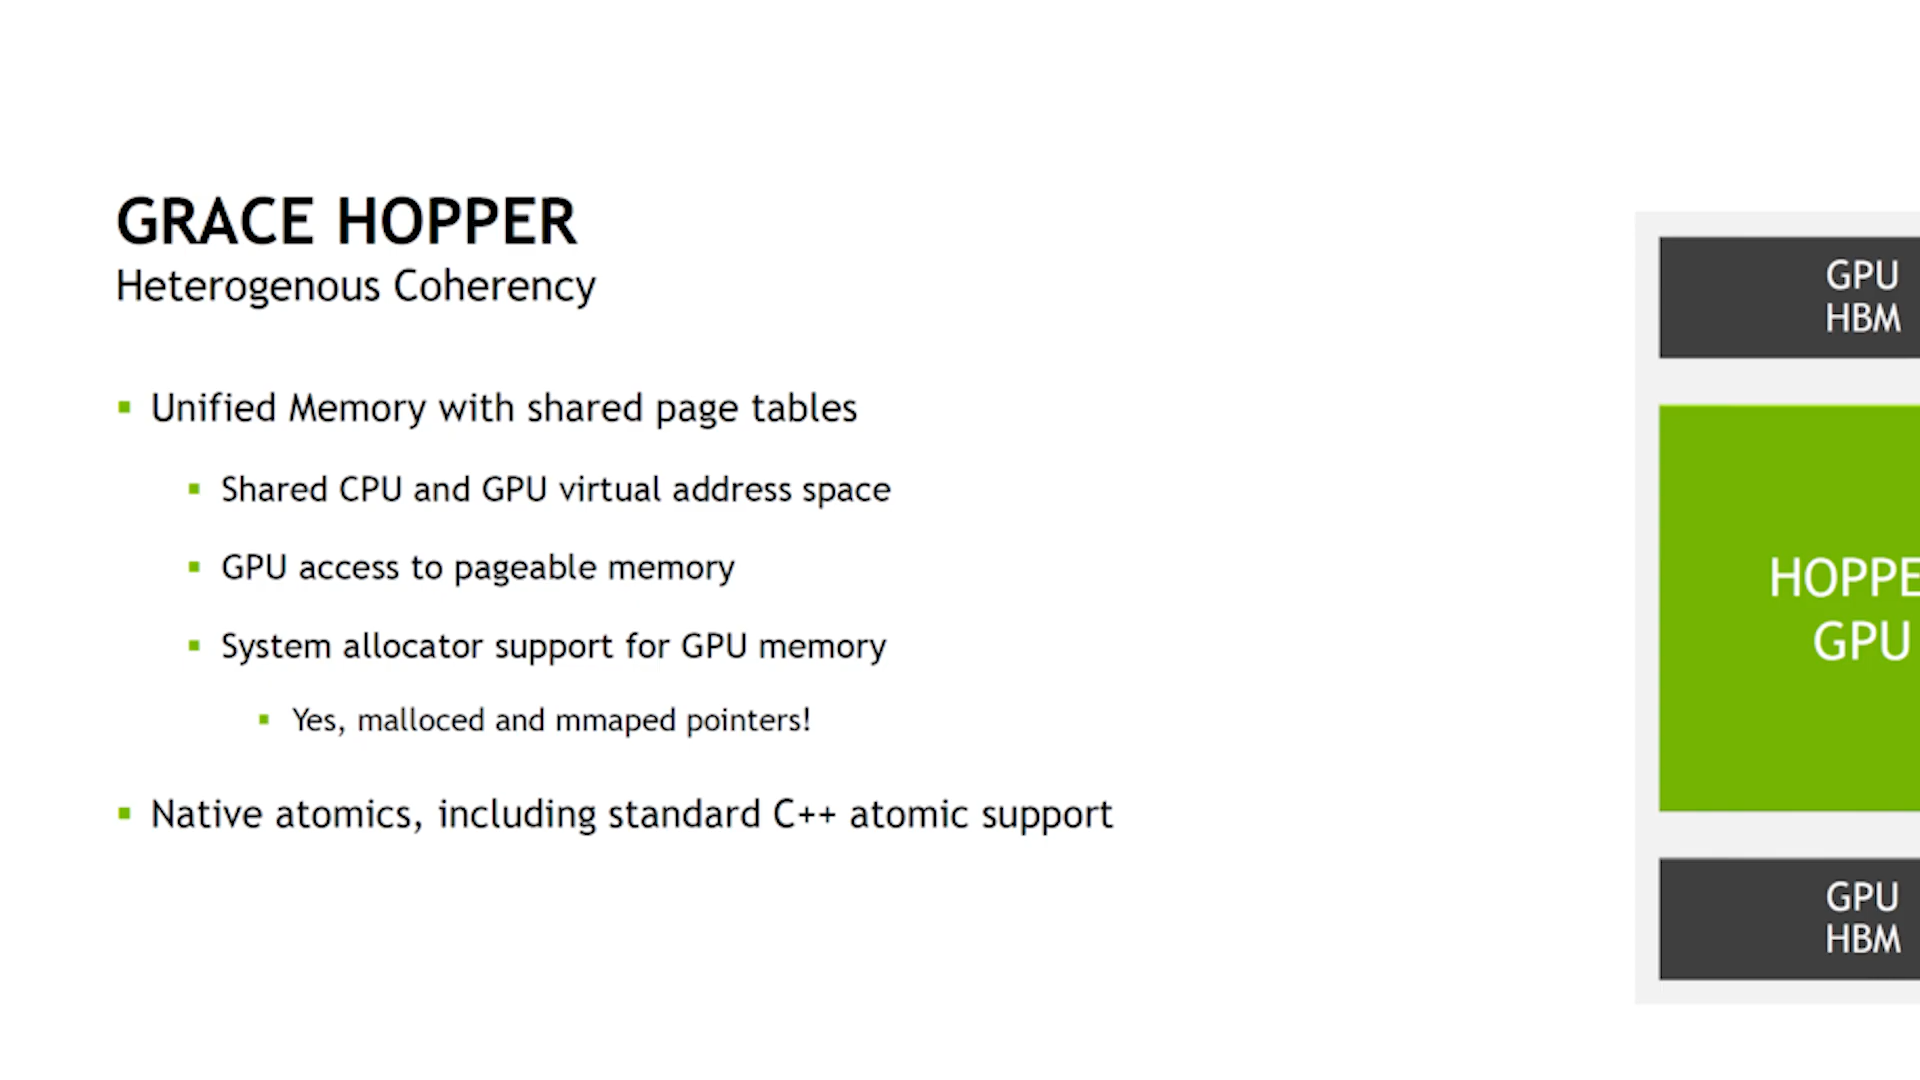 GRACE HOPPER
Heterogenous Coherency
Unified Memory with shared page tables
Shared CPU and GPU virtual address space
GPU access to pageable memory
System allocator support for GPU memory
Yes, malloced and mmaped pointers!
Native atomics, including standard C++ atomic support
GPU
HBM
HOPPE
GPU
GPU
HBM